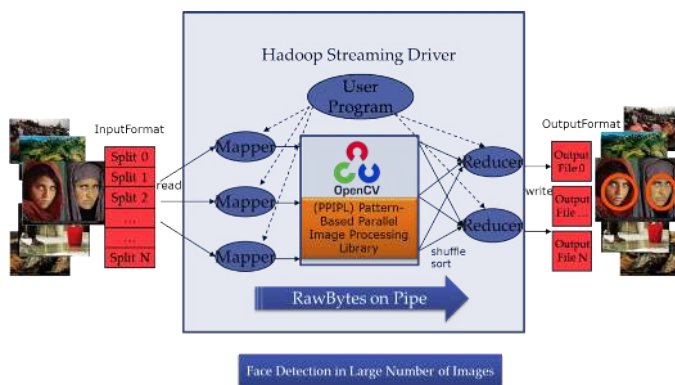 Hadoop Streaming Driver
User
Program
InputFormat
Split 0
Split 1
Split 2
...
...
Split N
read
Mapper
Mapper
Mapper
OpenCV
(PPIPL) Pattern-
Based Parallel
Image Processing
Library
shuffle
sort
Reducer
Reducer
write
OutputFormat
Output
File 0
Output
File ...
Output
File N
RawBytes on Pipe
Face Detection in Large Number of Images